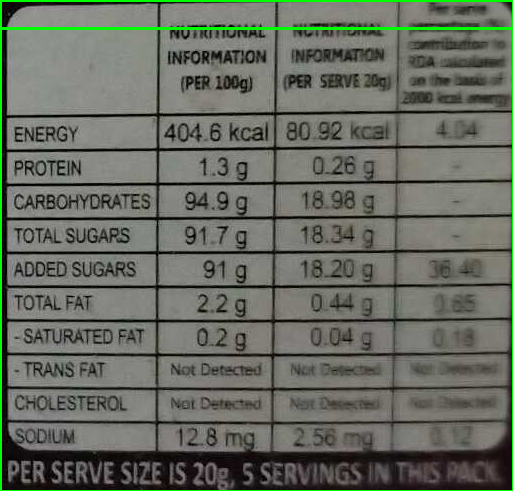 NUTRITIONAL INFORMATION (PER 100g) NUTRITIONAL INFORMATION (PER SERVE 20g) Per serve percentage % contribution to RDA calculated on the basis of 2000 kcal energy
ENERGY 404.6 kcal 80.92 kcal 4.04
PROTEIN 1.3 g 0.26 g -
CARBOHYDRATES 94.9 g 18.98 g -
TOTAL SUGARS 91.7 g 18.34 g -
ADDED SUGARS 91 g 18.20 g 36.40
TOTAL FAT 2.2 g 0.44 g 0.65
- SATURATED FAT 0.2 g 0.04 g 0.18
- TRANS FAT Not Detected Not Detected Not Detected
CHOLESTEROL Not Detected Not Detected Not Detected
SODIUM 12.8 mg 2.56 mg 0.12
PER SERVE SIZE IS 20g, 5 SERVINGS IN THIS PACK